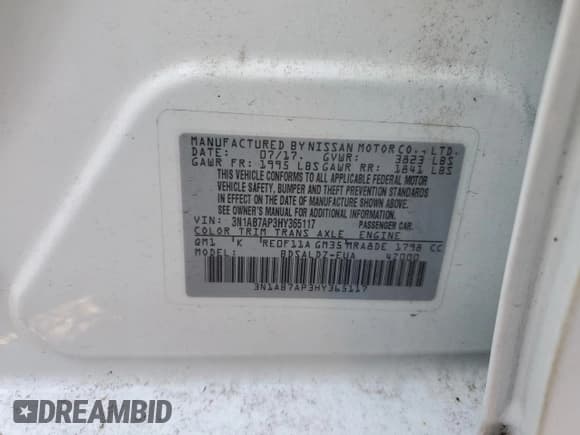 MANUFACTURED BY NISSAN MOTOR CO., LTD.
DATE: 07/17. GVWR: 3823 LBS
GAWR FR: 1995 LBS GAWR RR: 1841 LBS
THIS VEHICLE CONFORMS TO ALL APPLICABLE FEDERAL MOTOR
VEHICLE SAFETY, BUMPER AND THEFT PREVENTION STANDARDS
IN EFFECT ON THE DATE OF MANUFACTURE SHOWN ABOVE.
SEE OWNER'S MANUAL FOR ADDITIONAL INFORMATION.
VIN: 3N1AB7AP3HY365117 PASSENGER CAR.
COLOR TRIM TRANS AXLE ENGINE
QM1 K RE0F11A GM35 MRA8DE 1798 CC
MODEL: BDSALDZ-EUA 42000
3N1AB7AP3HY365117
DREAMBID